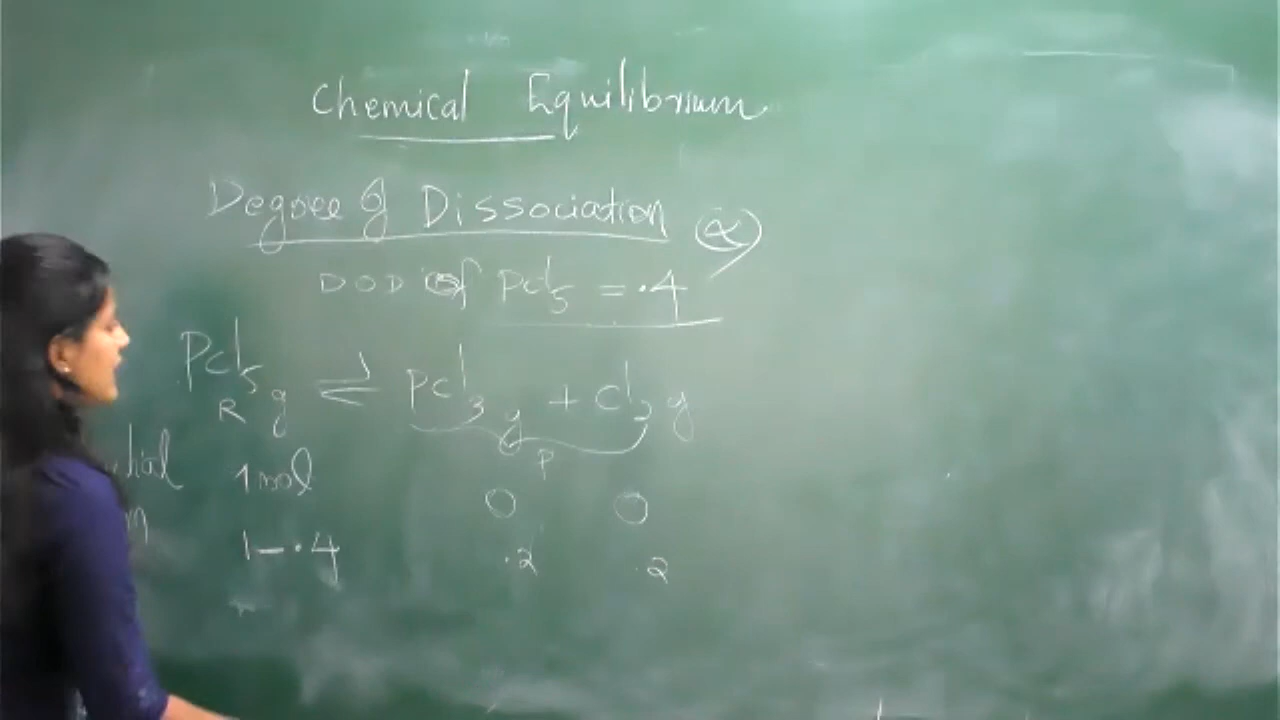 Chemical Equilibrium
Degree of Dissociation (α)
DOD of PCl5 = .4
PCl5 g ⇌ PCl3 g + Cl2 g
R P
1 mol 0 0
1-.4 .2 .2